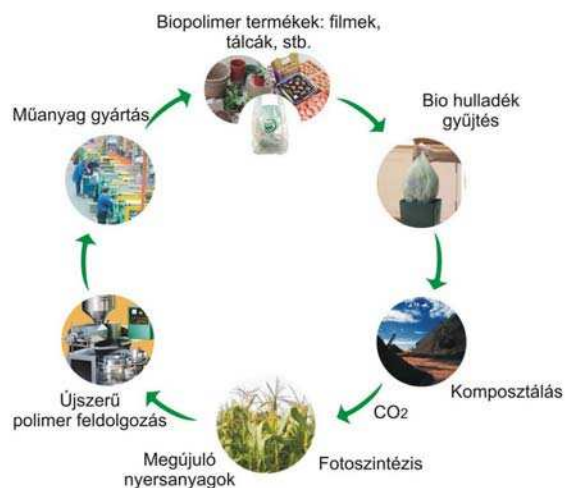 Biopolimer termékek: filmek,
tálcák, stb.
Bio hulladék
gyűjtés
Komposztálás
CO2
Fotoszintézis
Megújuló
nyersanyagok
Újszerű
polimer feldolgozás
Műanyag gyártás